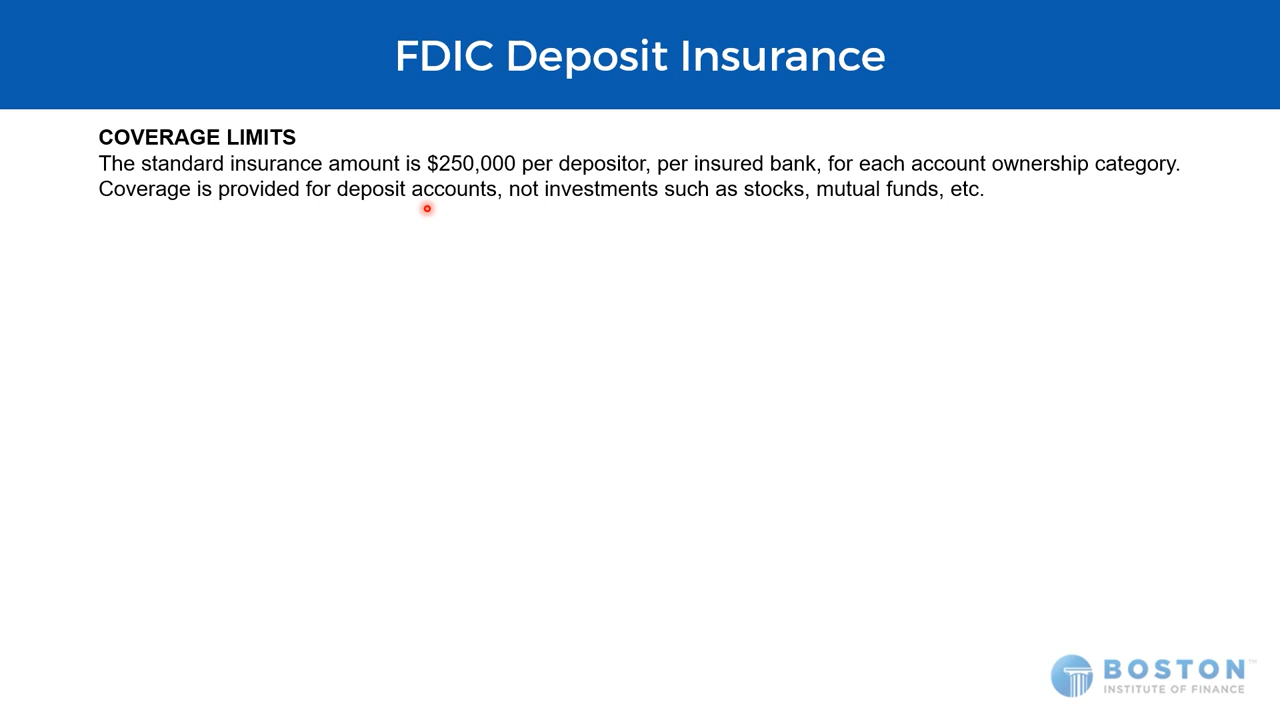 FDIC Deposit Insurance
COVERAGE LIMITS
The standard insurance amount is $250,000 per depositor, per insured bank, for each account ownership category.
Coverage is provided for deposit accounts, not investments such as stocks, mutual funds, etc.
BOSTON™
INSTITUTE OF FINANCE